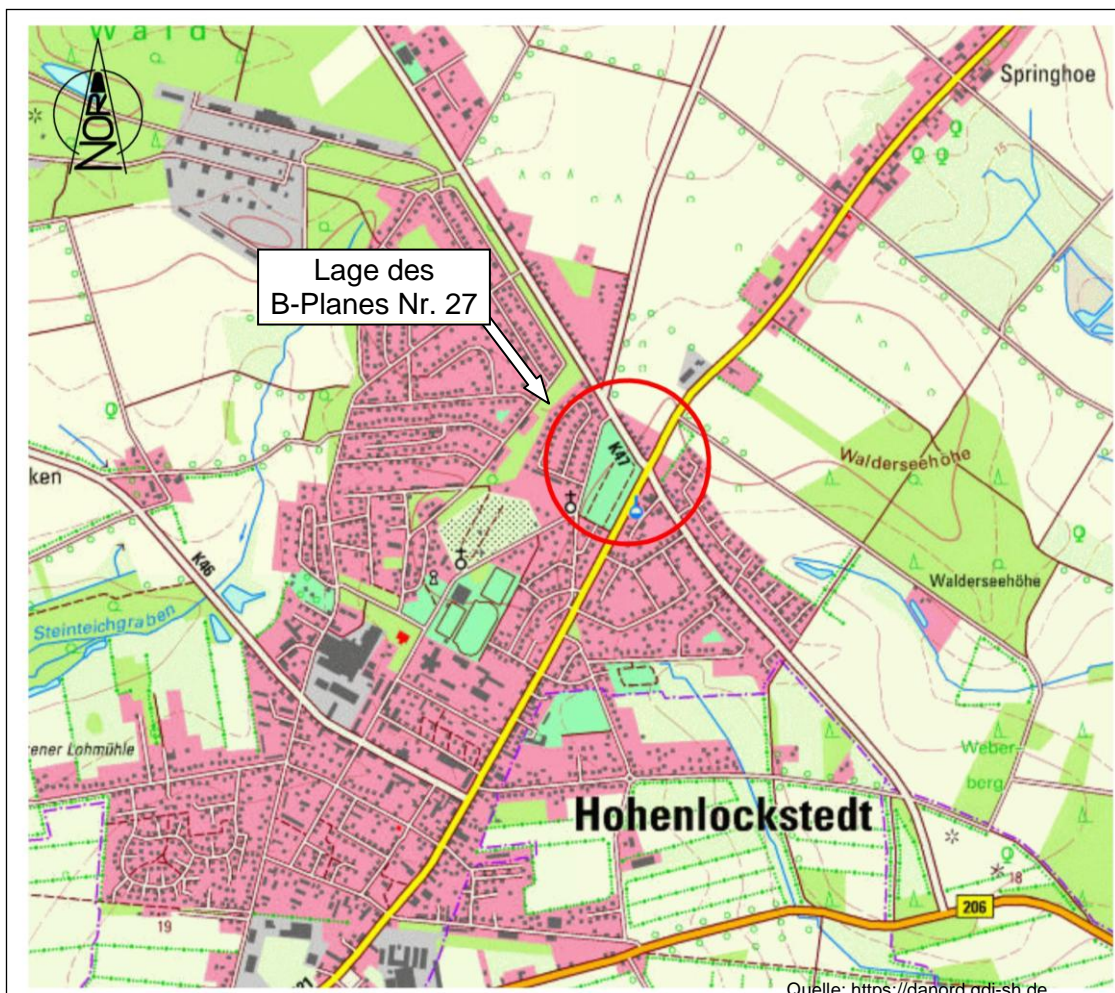 Wald
NORD
Springhoe
15
Lage des
B-Planes Nr. 27
K47
Walderseehöhe
ken
K46
Walderseehöhe
Steinteichgraben
ener Lohmühle
Weber-
berg
Hohenlockstedt
18
206
19
21
Quelle: https://danord.gdi-sh.de